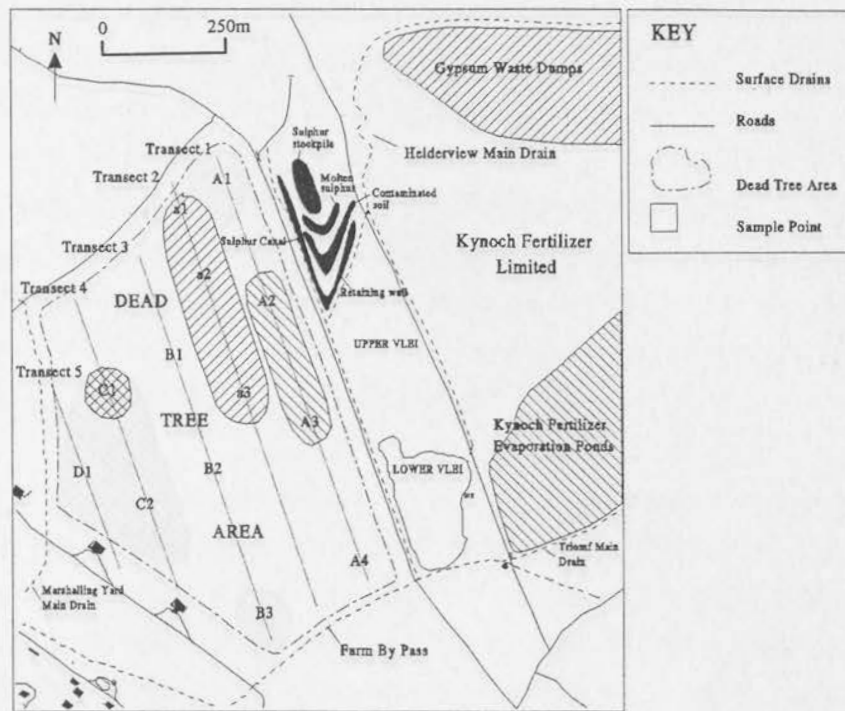 N
0 250m
Gypsum Waste Dumps
Sulphur
stockpile
Transect 1
Helderview Main Drain
Molten
sulphur
Transect 2
A1
Contaminated
soil
a1
Transect 3
Sulphur Canal
Kynoch Fertilizer
Limited
a2
Transect 4
DEAD
A2
Retaining wall
B1
UPPER VLEI
Transect 5
C1
a3
TREE
A3
Kynoch Fertilizer
Evaporation Ponds
D1
B2
LOWER VLEI
C2
AREA
A4
Triomf Main
Drain
Marshalling Yard
Main Drain
B3
Farm By Pass
KEY
Surface Drains
Roads
Dead Tree Area
Sample Point